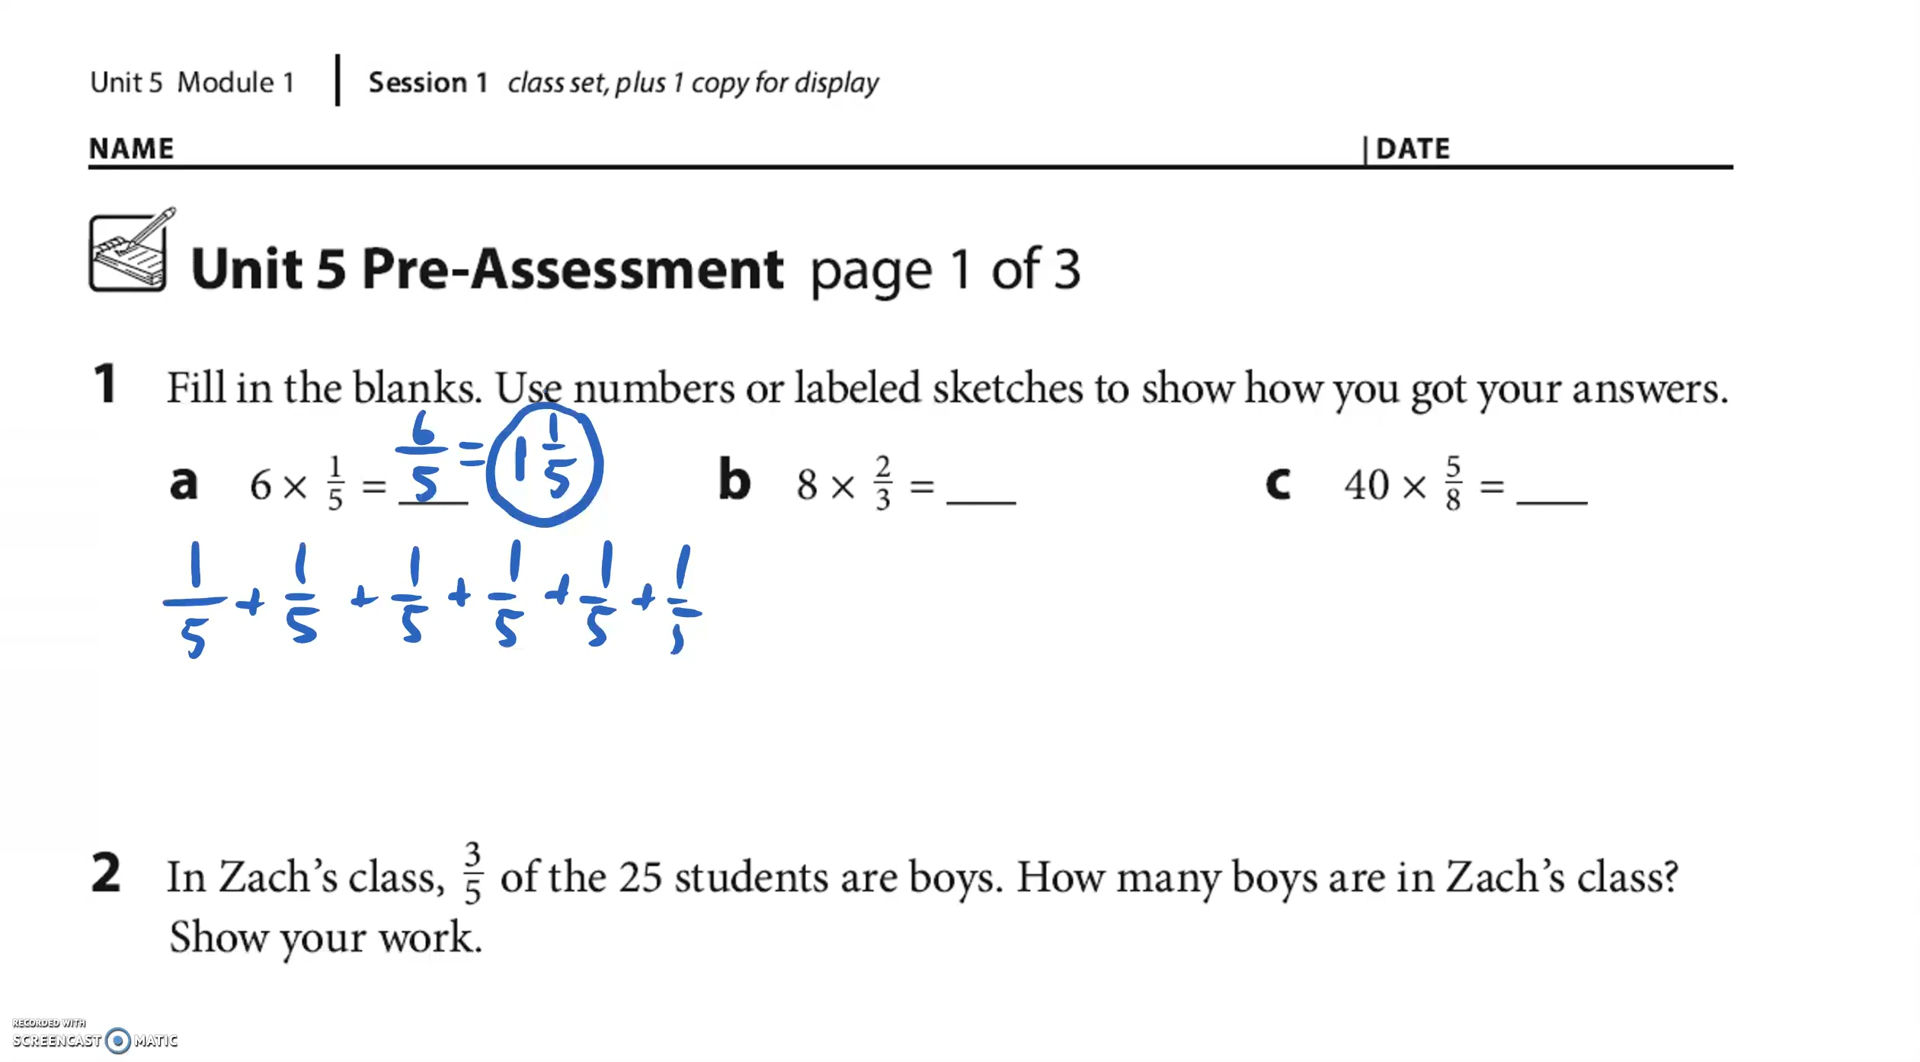 Unit 5 Module 1 | Session 1 class set, plus 1 copy for display
NAME | DATE
Unit 5 Pre-Assessment page 1 of 3
1 Fill in the blanks. Use numbers or labeled sketches to show how you got your answers.
a 6 × 1/5 = 6/5 = 1 1/5 b 8 × 2/3 = ___ c 40 × 5/8 = ___
1/5 + 1/5 + 1/5 + 1/5 + 1/5 + 1/5
2 In Zach's class, 3/5 of the 25 students are boys. How many boys are in Zach's class?
Show your work.
RECORDED WITH
SCREENCAST MATIC